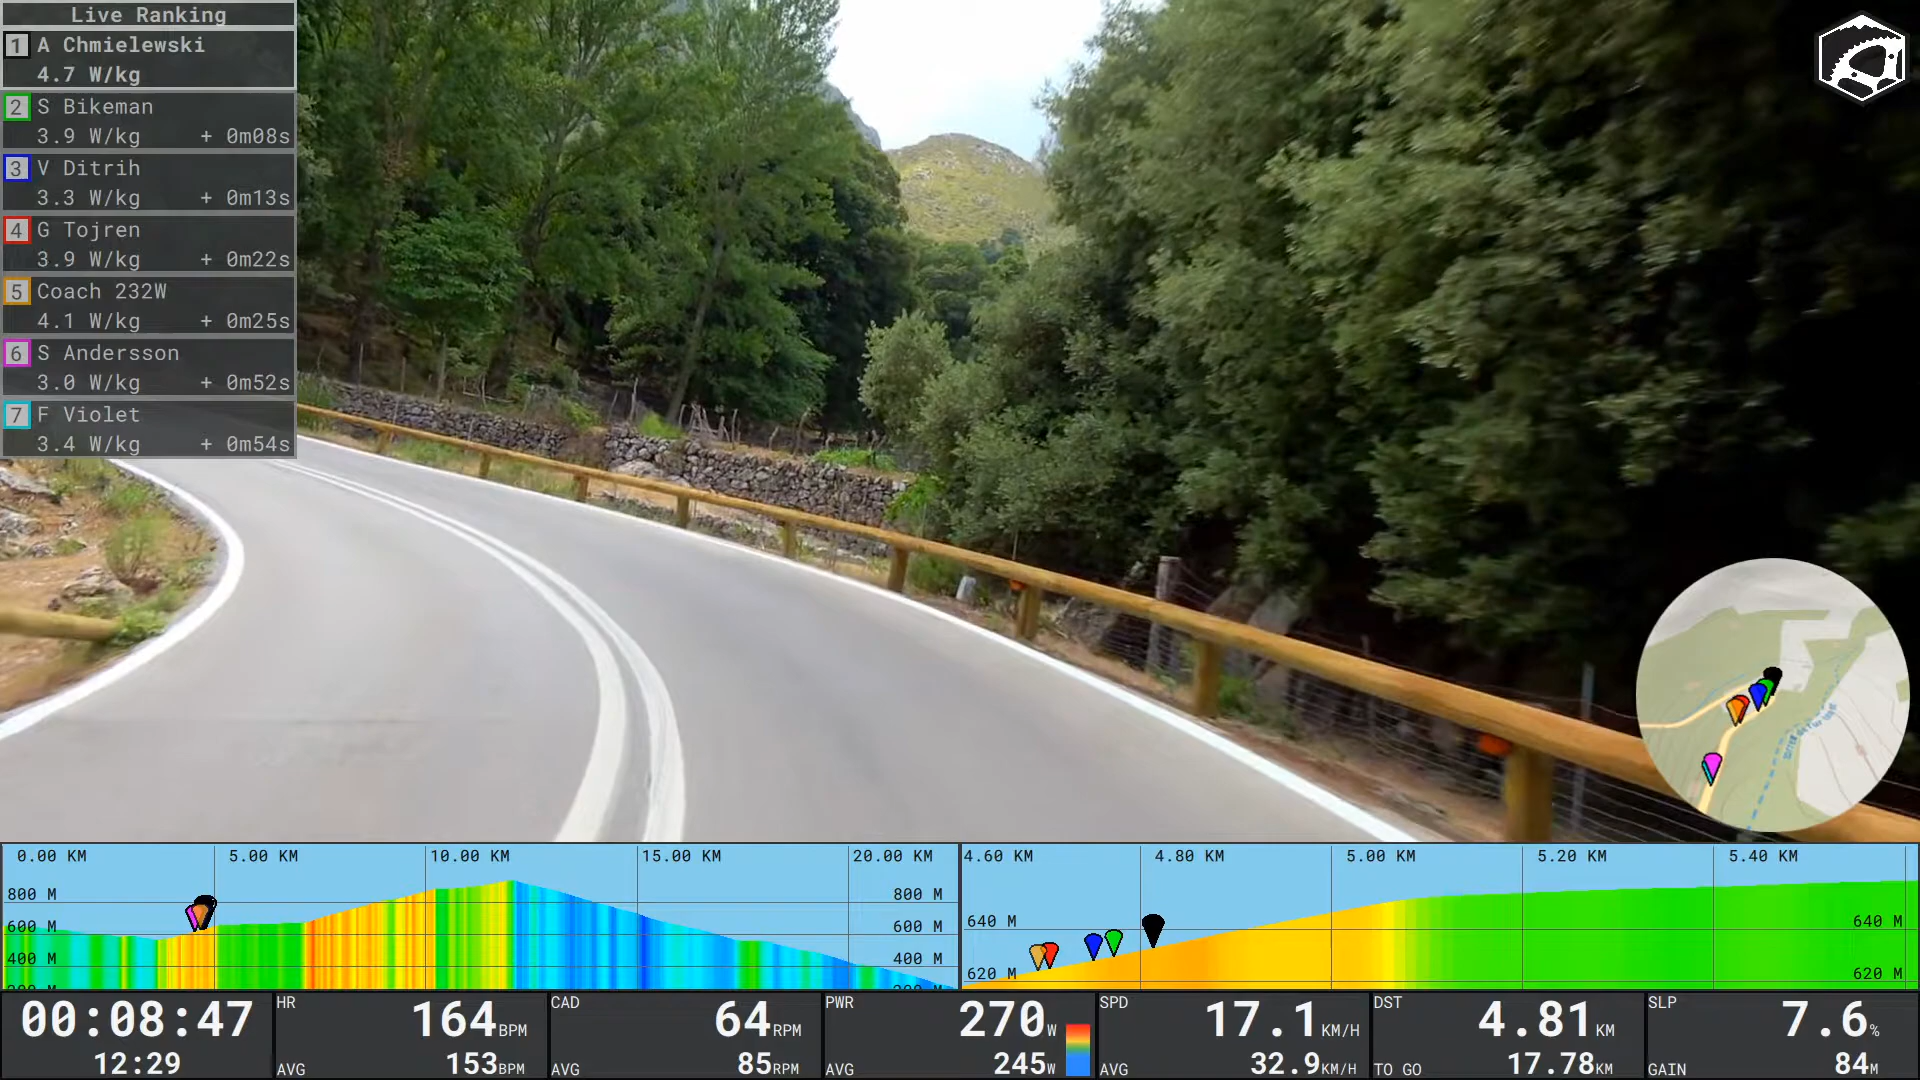 Live Ranking
1 A Chmielewski
4.7 W/kg
2 S Bikeman
3.9 W/kg + 0m08s
3 V Ditrih
3.3 W/kg + 0m13s
4 G Tojren
3.9 W/kg + 0m22s
5 Coach 232W
4.1 W/kg + 0m25s
6 S Andersson
3.0 W/kg + 0m52s
7 F Violet
3.4 W/kg + 0m54s
0.00 KM 5.00 KM 10.00 KM 15.00 KM 20.00 KM
800 M 800 M
600 M 600 M
400 M 400 M
4.60 KM 4.80 KM 5.00 KM 5.20 KM 5.40 KM
640 M 640 M
620 M 620 M
00:08:47
12:29
HR 164 BPM
AVG 153 BPM
CAD 64 RPM
AVG 85 RPM
PWR 270 W
AVG 245 W
SPD 17.1 KM/H
AVG 32.9 KM/H
DST 4.81 KM
TO GO 17.78 KM
SLP 7.6 %
GAIN 84 M